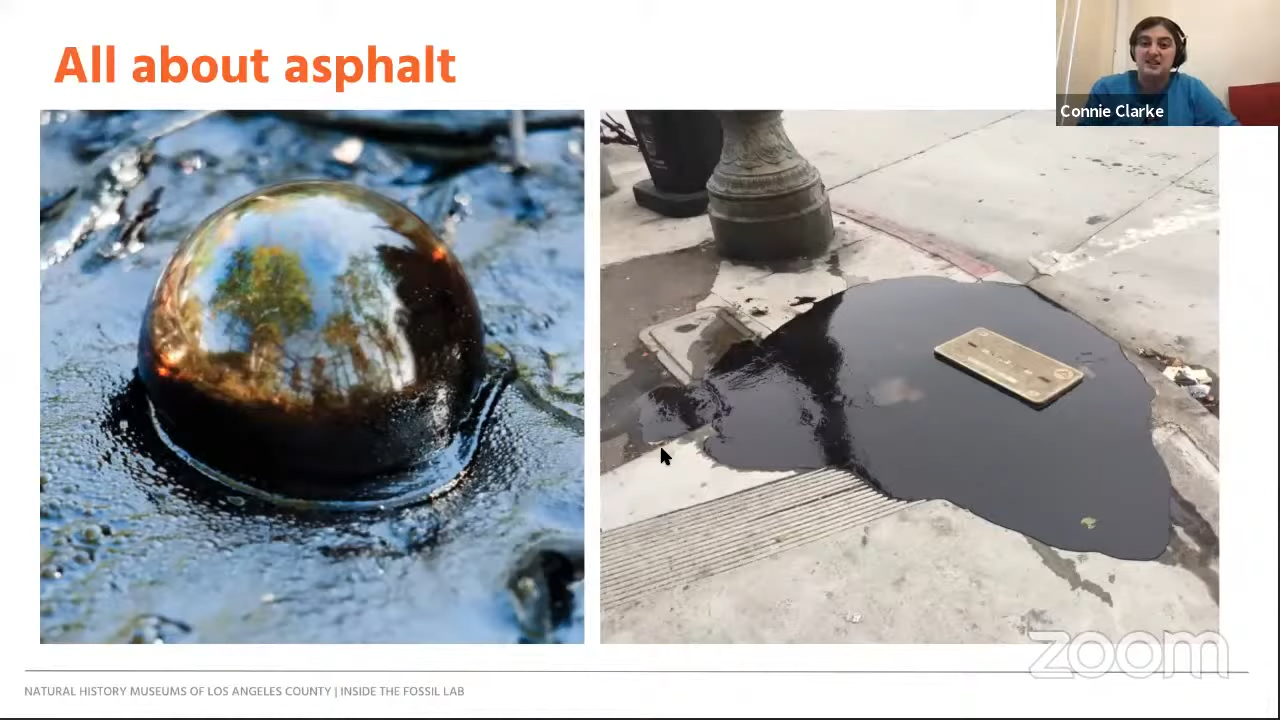 All about asphalt
Connie Clarke
zoom
NATURAL HISTORY MUSEUMS OF LOS ANGELES COUNTY | INSIDE THE FOSSIL LAB